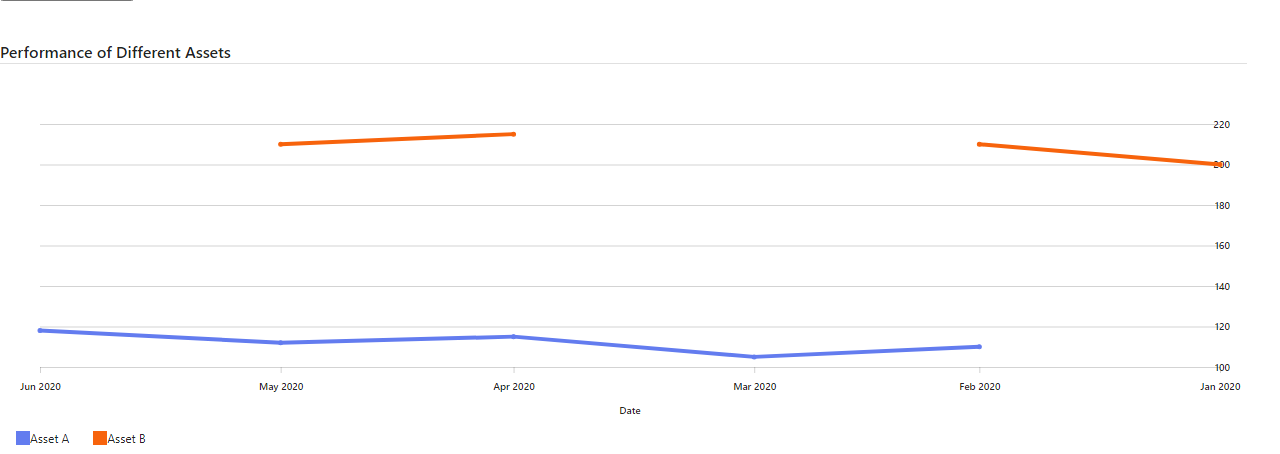 Performance of Different Assets
220
200
180
160
140
120
100
Jun 2020 May 2020 Apr 2020 Mar 2020 Feb 2020 Jan 2020
Date
Asset A Asset B